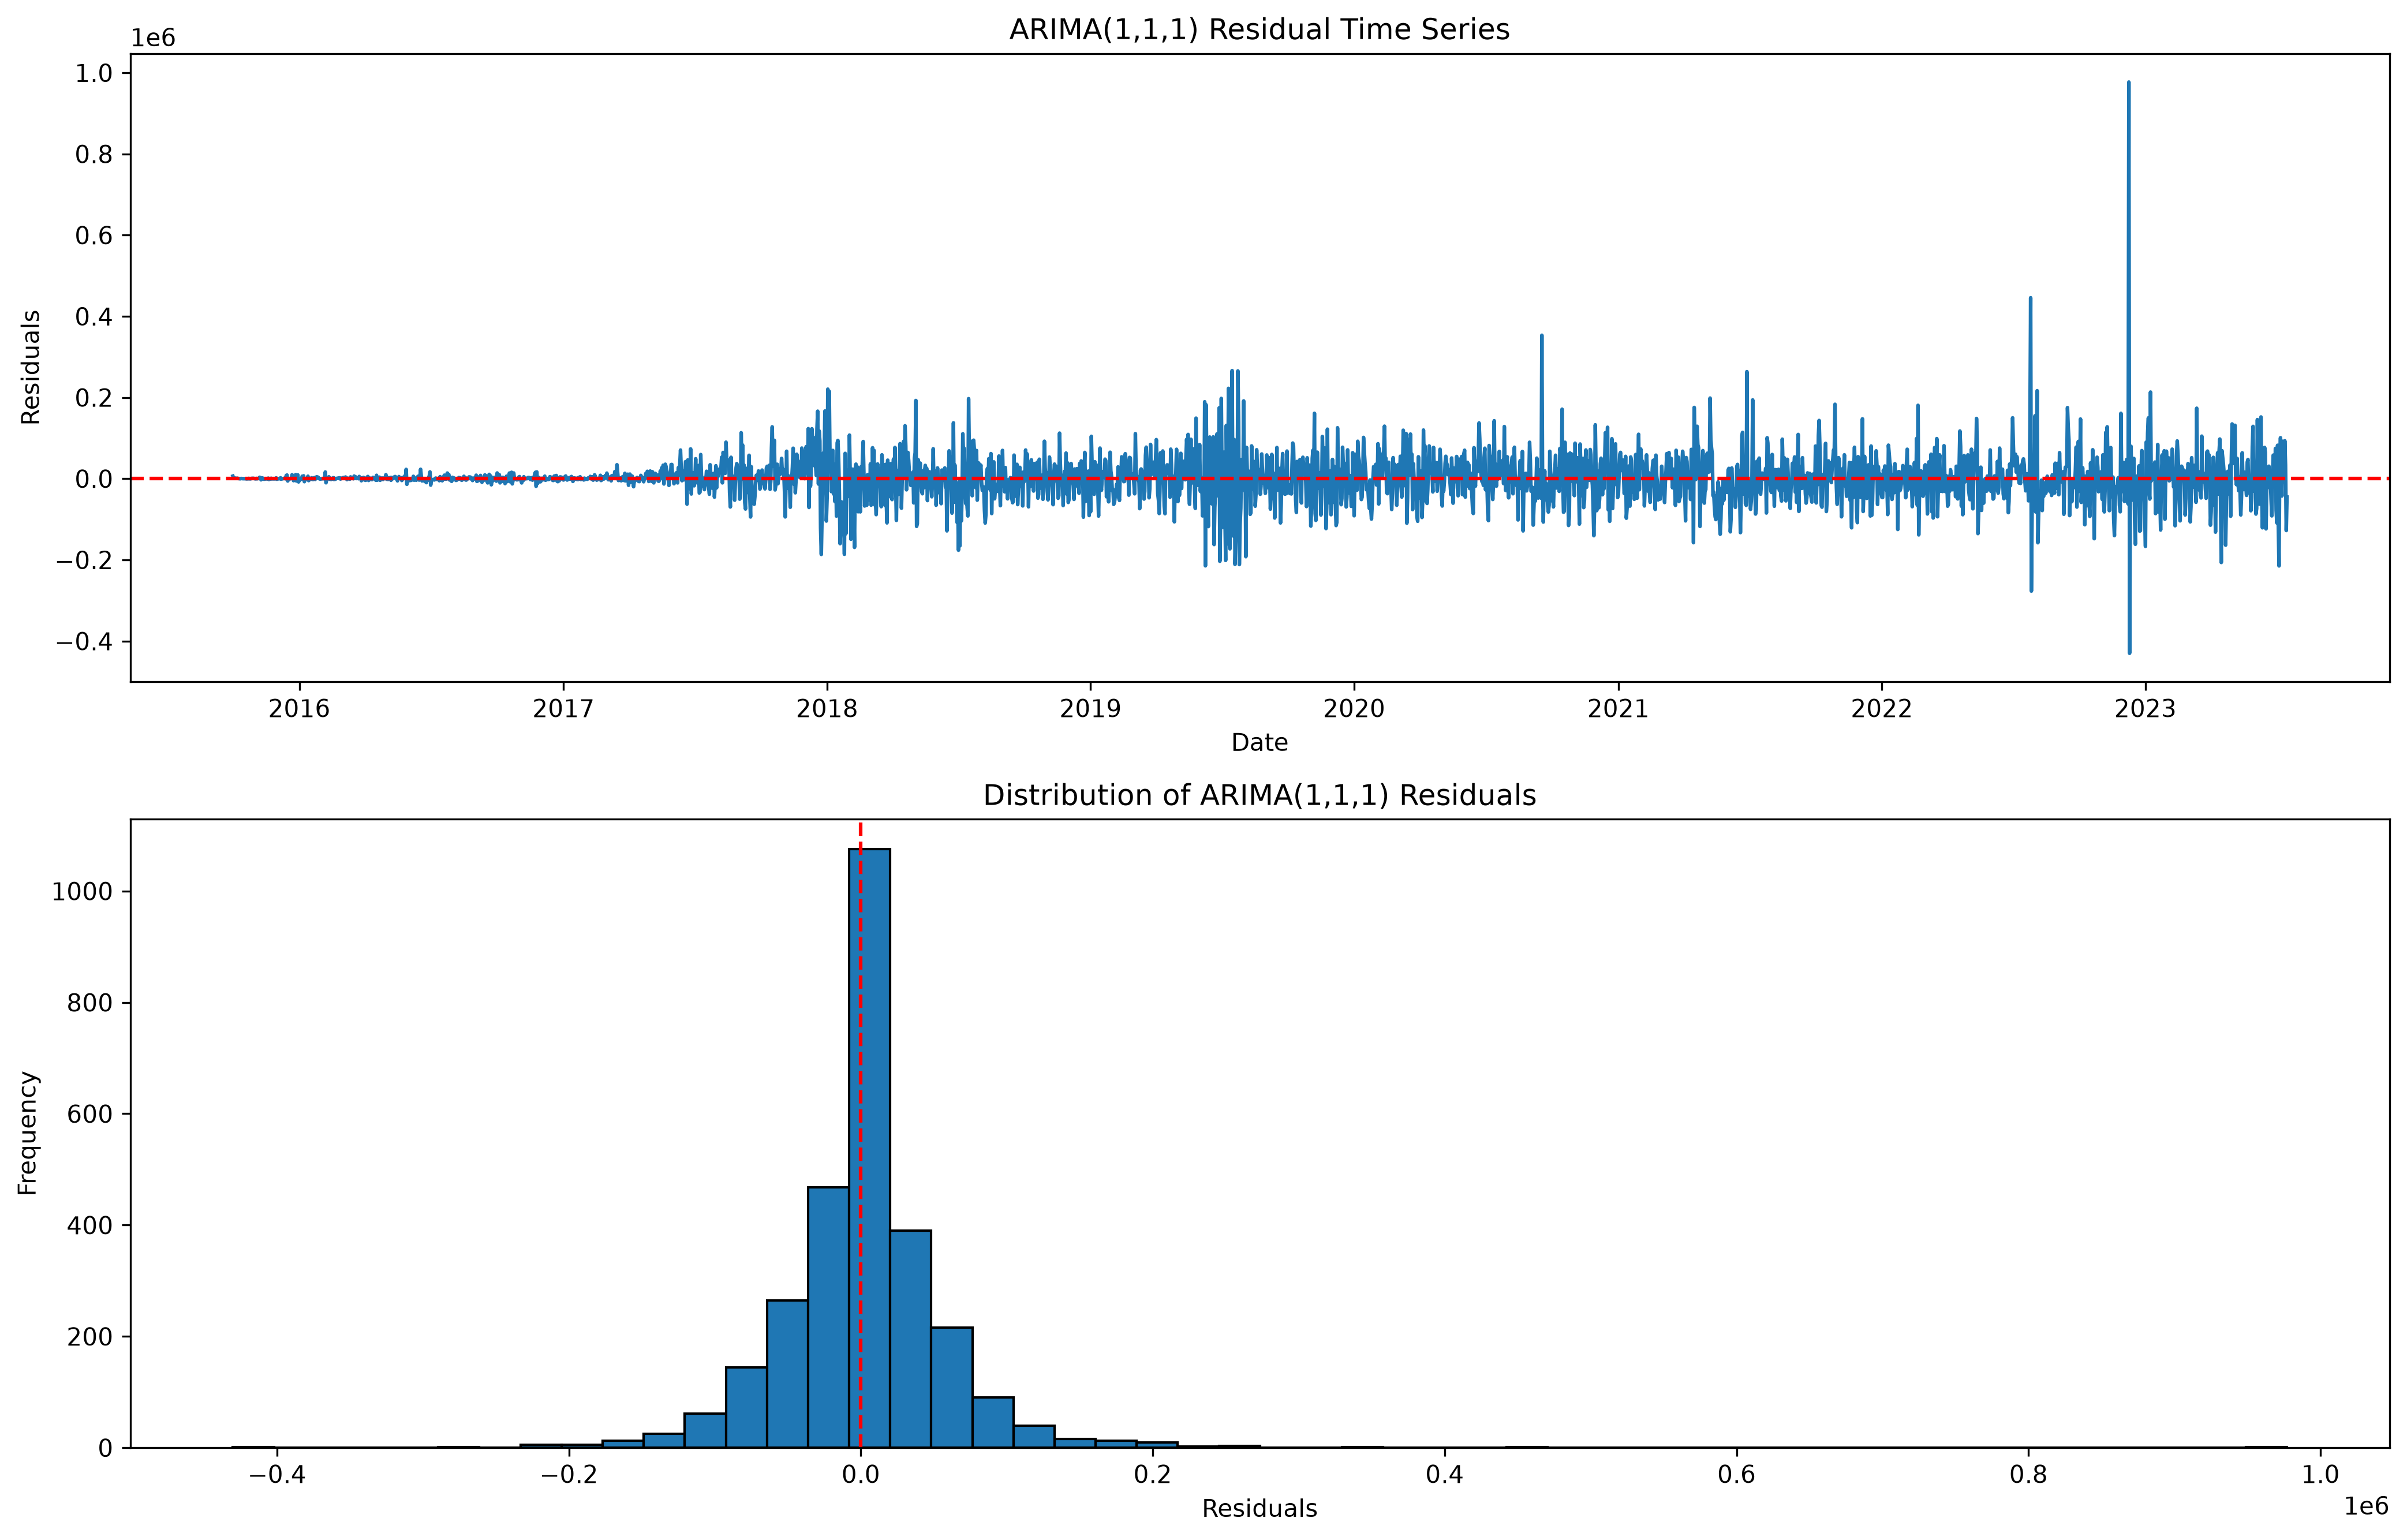 ARIMA(1,1,1) Residual Time Series
1e6
1.0
0.8
0.6
0.4
0.2
0.0
−0.2
−0.4
Residuals
2016 2017 2018 2019 2020 2021 2022 2023
Date
Distribution of ARIMA(1,1,1) Residuals
1000
800
600
400
200
0
Frequency
−0.4 −0.2 0.0 0.2 0.4 0.6 0.8 1.0
1e6
Residuals